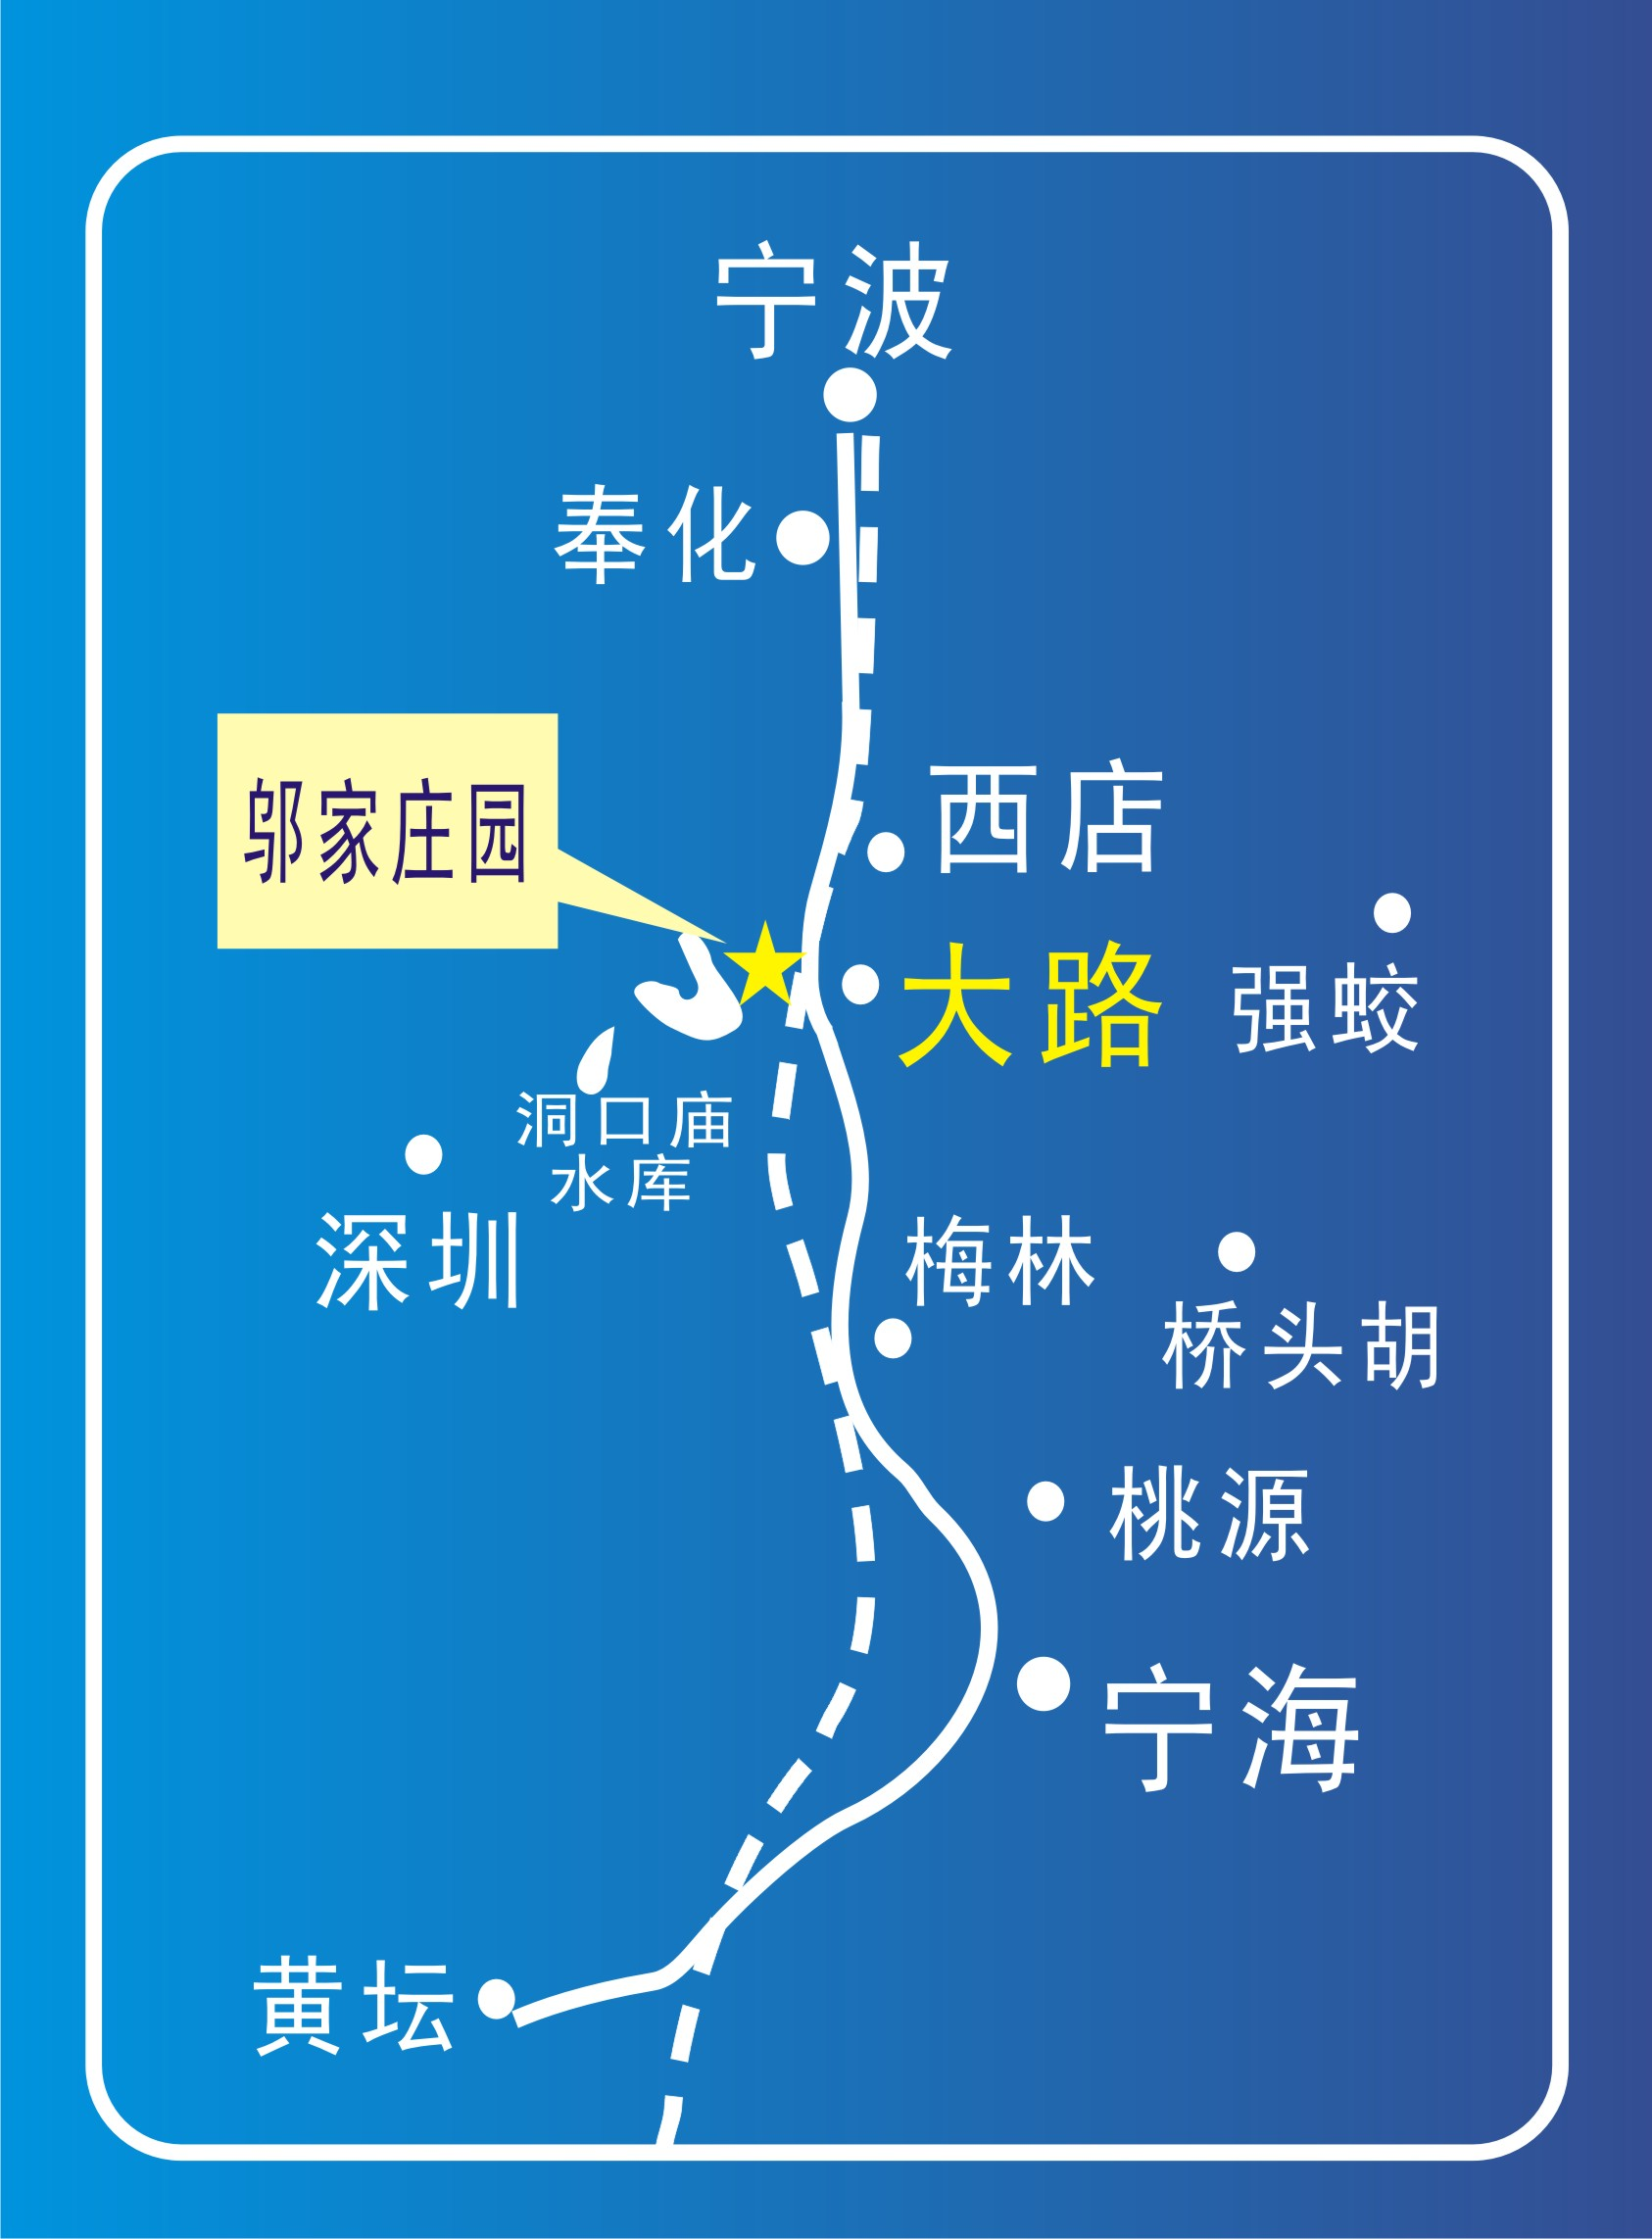 宁波
奉化
邬家庄园
西店
大路
强蛟
洞口庙
水库
深圳
梅林
桥头胡
桃源
宁海
黄坛